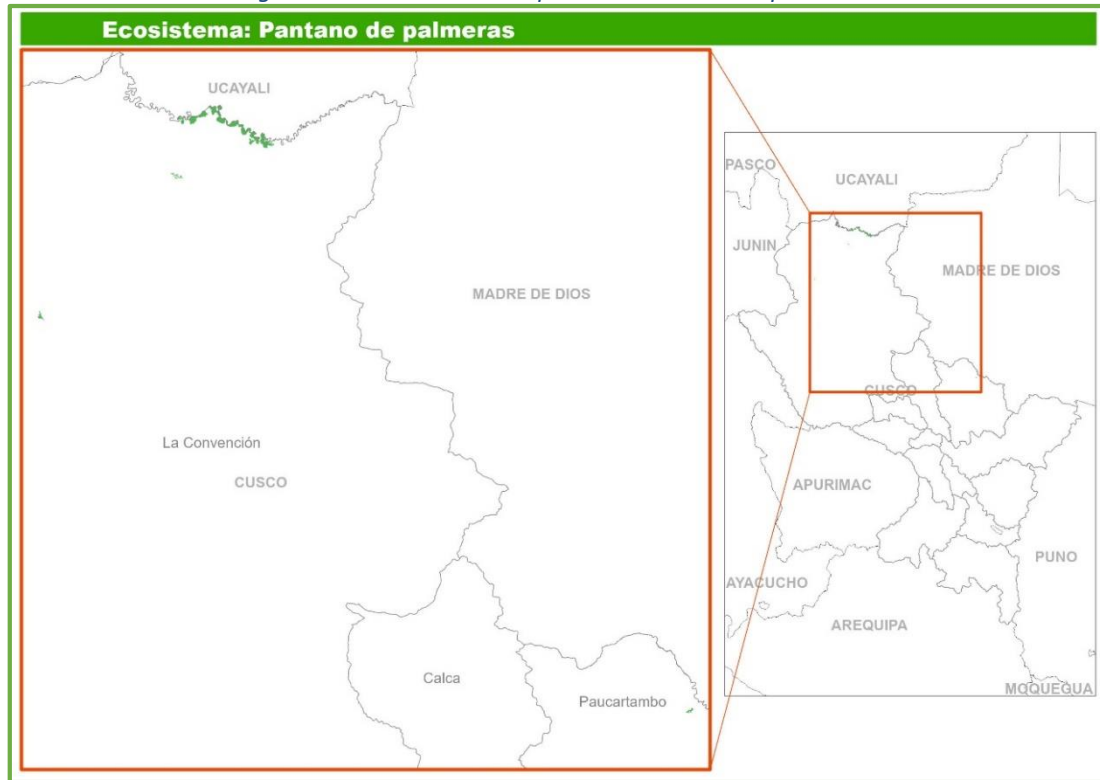 Ecosistema: Pantano de palmeras
UCAYALI
MADRE DE DIOS
La Convención
CUSCO
Calca
Paucartambo
PASCO
UCAYALI
JUNIN
MADRE DE DIOS
CUSCO
APURIMAC
PUNO
AYACUCHO
AREQUIPA
MOQUEGUA